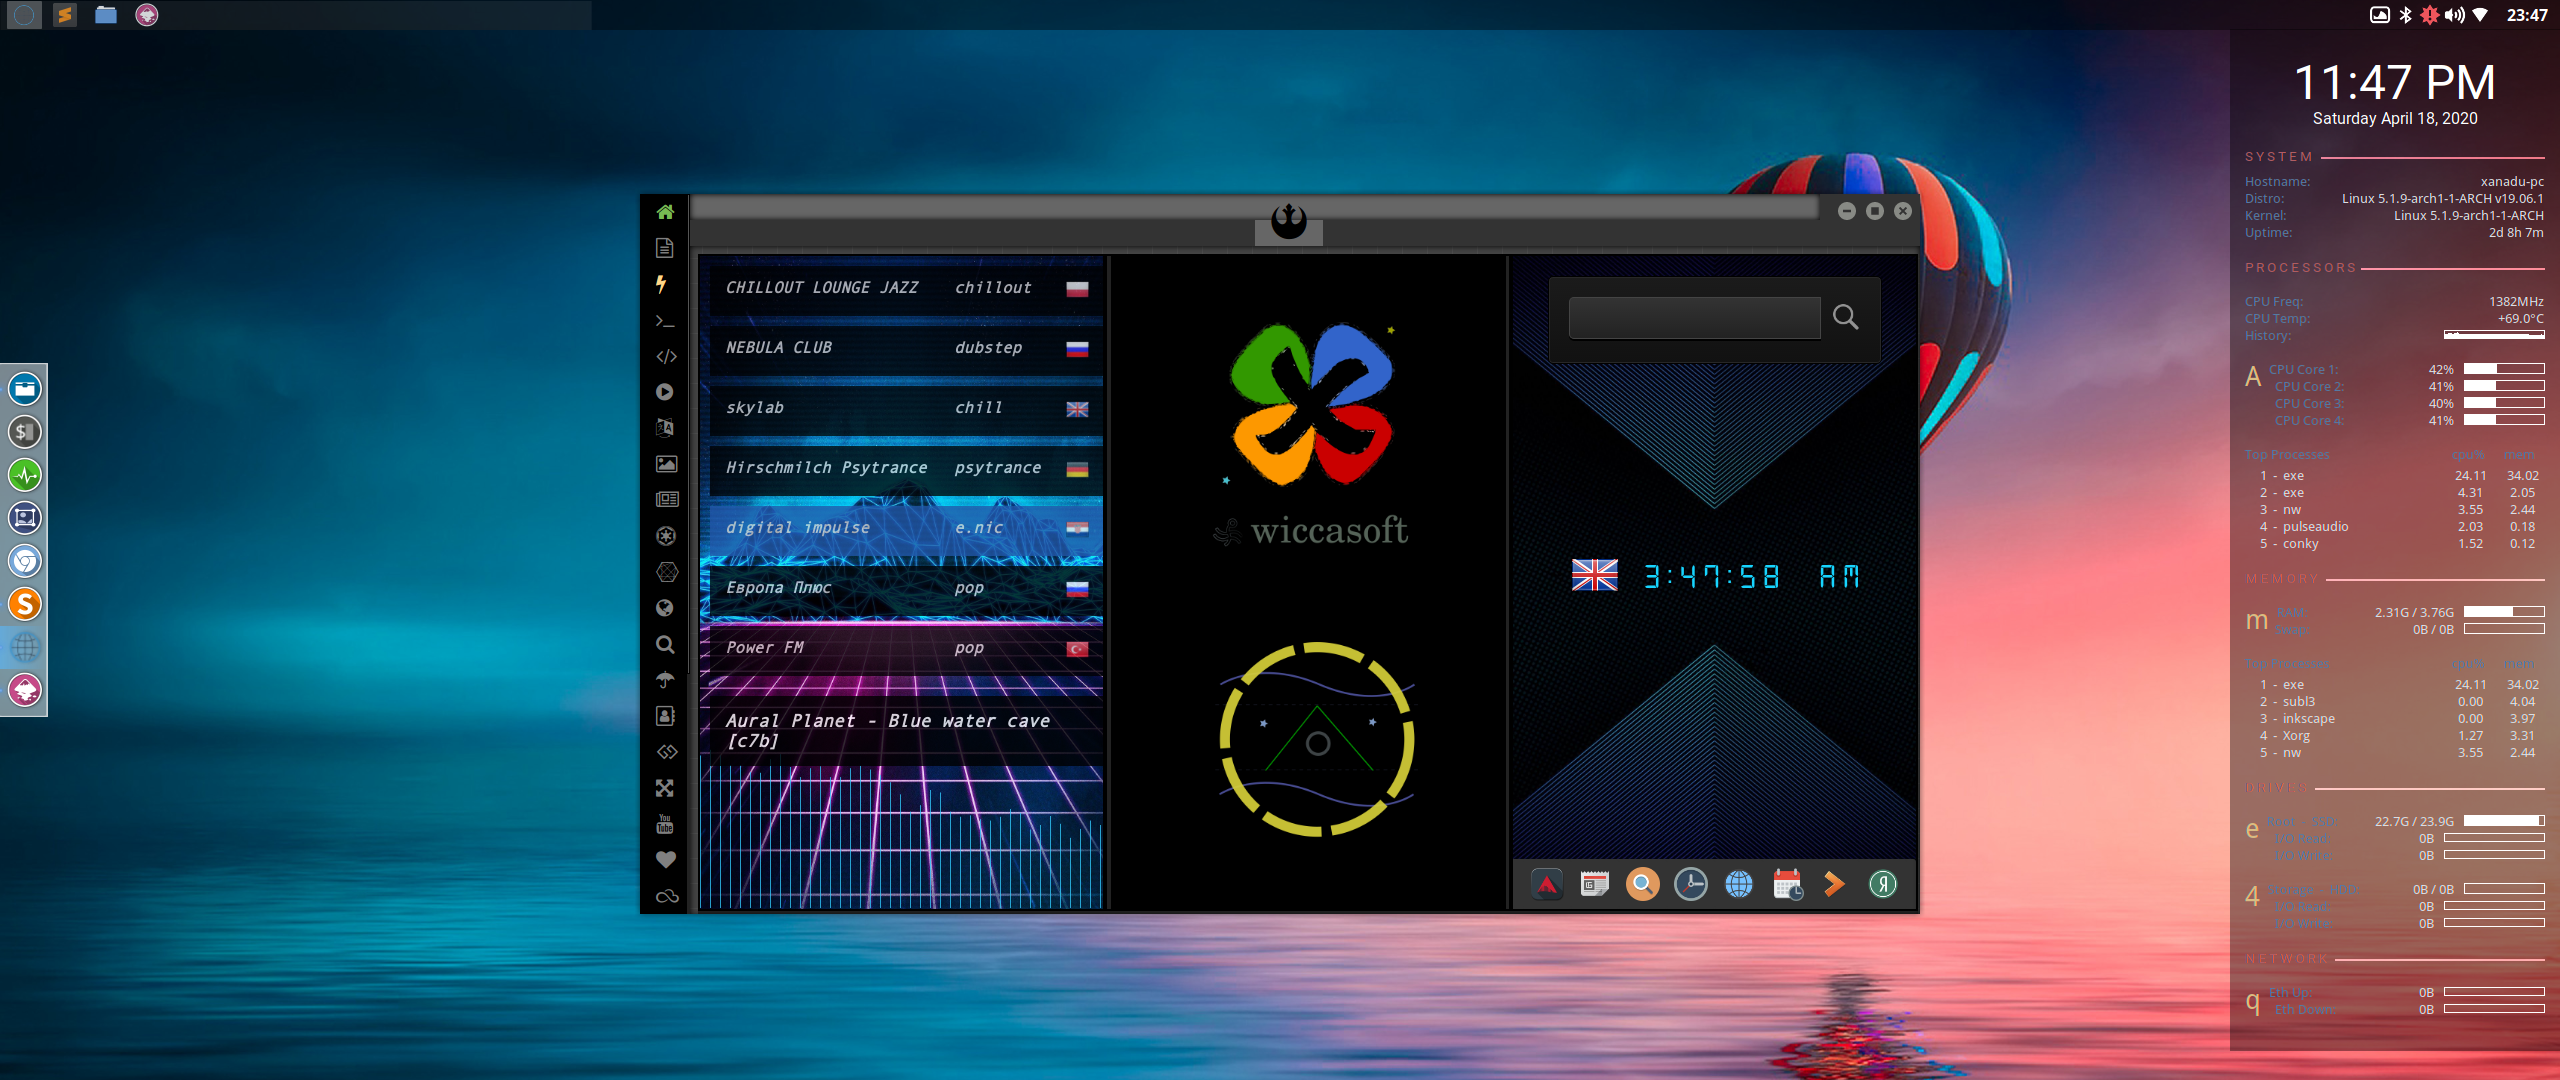 23:47
11:47 PM
Saturday April 18, 2020
SYSTEM
Hostname: xanadu-pc
Distro: Linux 5.1.9-arch1-1-ARCH v19.06.1
Kernel: Linux 5.1.9-arch1-1-ARCH
Uptime: 2d 8h 7m
PROCESSORS
CPU Freq: 1382MHz
CPU Temp: +69.0°C
History:
A CPU Core 1: 42%
CPU Core 2: 41%
CPU Core 3: 40%
CPU Core 4: 41%
Top Processes cpu% mem
1 - exe 24.11 34.02
2 - exe 4.31 2.05
3 - nw 3.55 2.44
4 - pulseaudio 2.03 0.18
5 - conky 1.52 0.12
MEMORY
m RAM: 2.31G / 3.76G
Swap: 0B / 0B
Top Processes cpu% mem
1 - exe 24.11 34.02
2 - subl3 0.00 4.04
3 - inkscape 0.00 3.97
4 - Xorg 1.27 3.31
5 - nw 3.55 2.44
DRIVES
e 22.7G / 23.9G
I/O Read: 0B
I/O Write: 0B
4 0B / 0B
I/O Read: 0B
I/O Write: 0B
NETWORK
q Eth Up: 0B
Eth Down: 0B
CHILLOUT LOUNGE JAZZ chillout
NEBULA CLUB dubstep
skylab chill
Hirschmilch Psytrance psytrance
digital impulse e.nic
Европа Плюс pop
Power FM pop
Aural Planet - Blue water cave
[c7b]
wiccasoft
3:47:58 AM
You
Tube